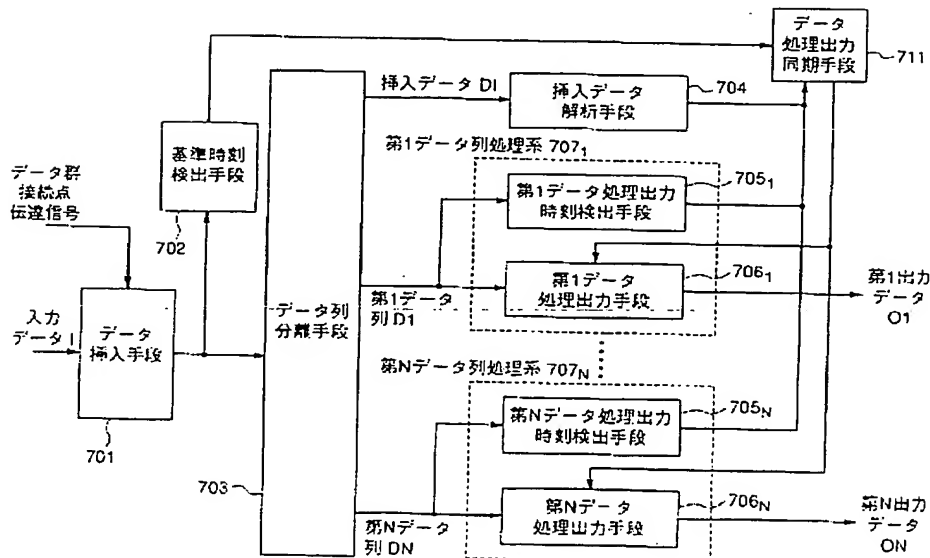 データ
処理出力
同期手段
711
挿入データ DI
挿入データ
解析手段
704
基準時刻
検出手段
702
データ群
接続点
伝達信号
第1データ列処理系 707₁
第1データ処理出力
時刻検出手段
705₁
第1データ
処理出力手段
706₁
第1出力
データ
O1
データ列
分離手段
703
第1データ
列 D1
入力
データ I
データ
挿入手段
701
第Nデータ列処理系 707N
第Nデータ処理出力
時刻検出手段
705N
第Nデータ
処理出力手段
706N
第N出力
データ
ON
第Nデータ
列 DN